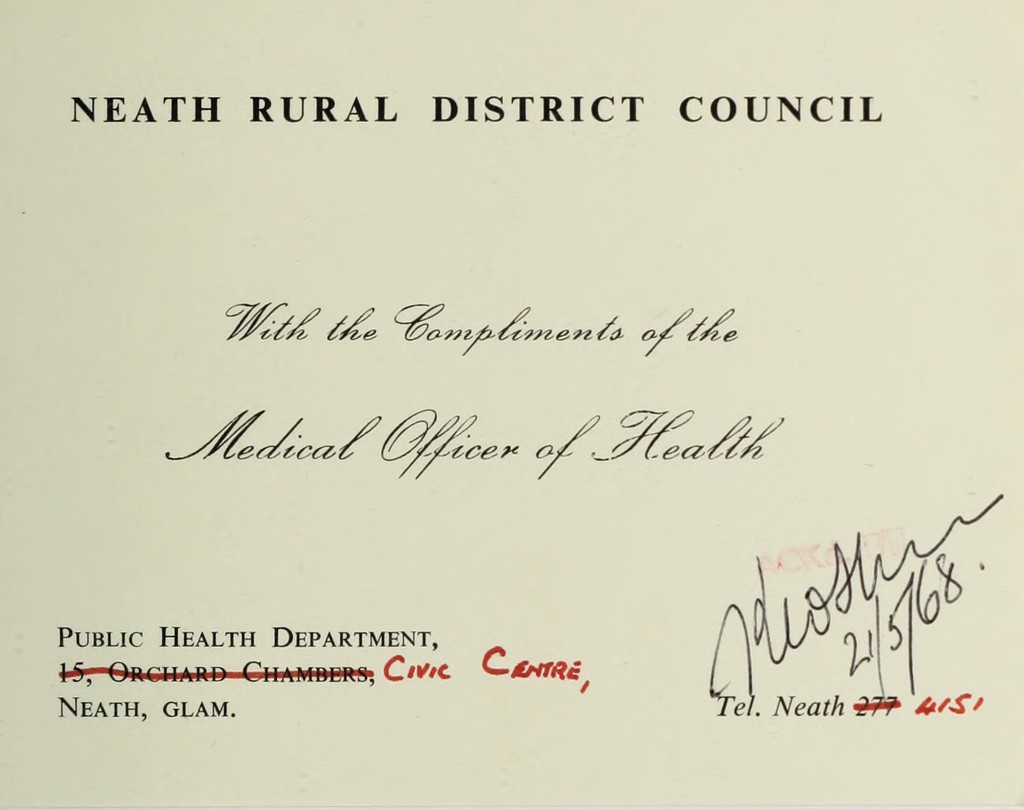 NEATH RURAL DISTRICT COUNCIL
With the Compliments of the
Medical Officer of Health
21/5/68.
PUBLIC HEALTH DEPARTMENT,
15, ORCHARD CHAMBERS, CIVIC CENTRE,
NEATH, GLAM.
Tel. Neath 277 4151